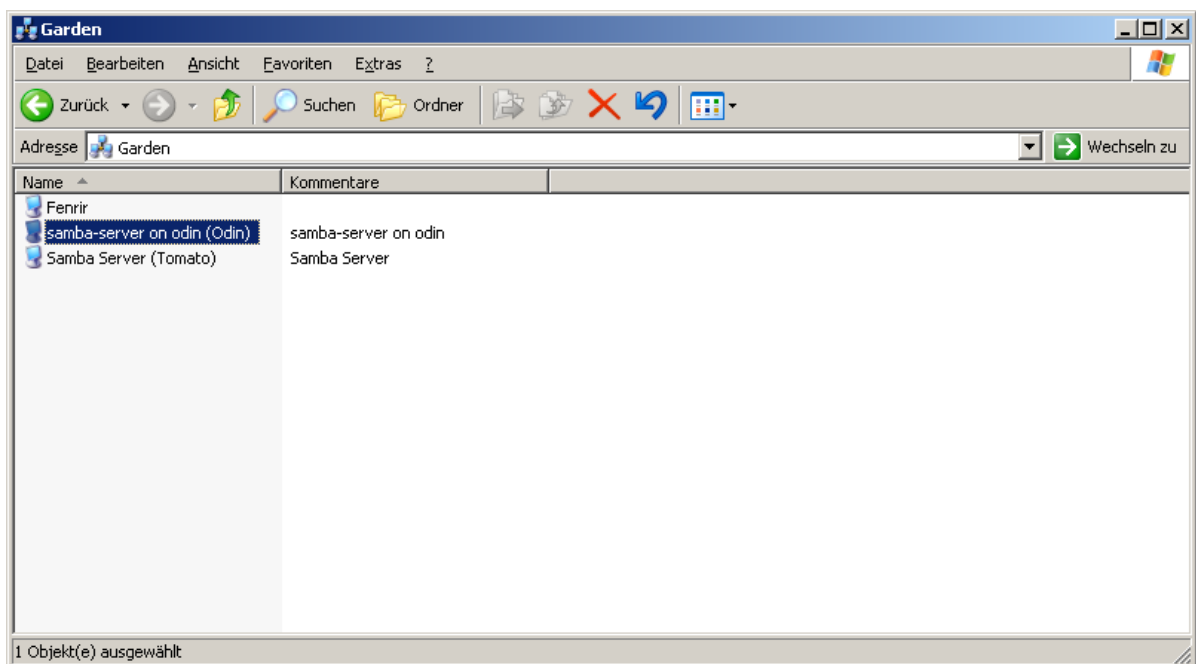 Garden
Datei Bearbeiten Ansicht Favoriten Extras ?
Zurück Suchen Ordner
Adresse Garden Wechseln zu
Name Kommentare
Fenrir
samba-server on odin (Odin) samba-server on odin
Samba Server (Tomato) Samba Server
1 Objekt(e) ausgewählt